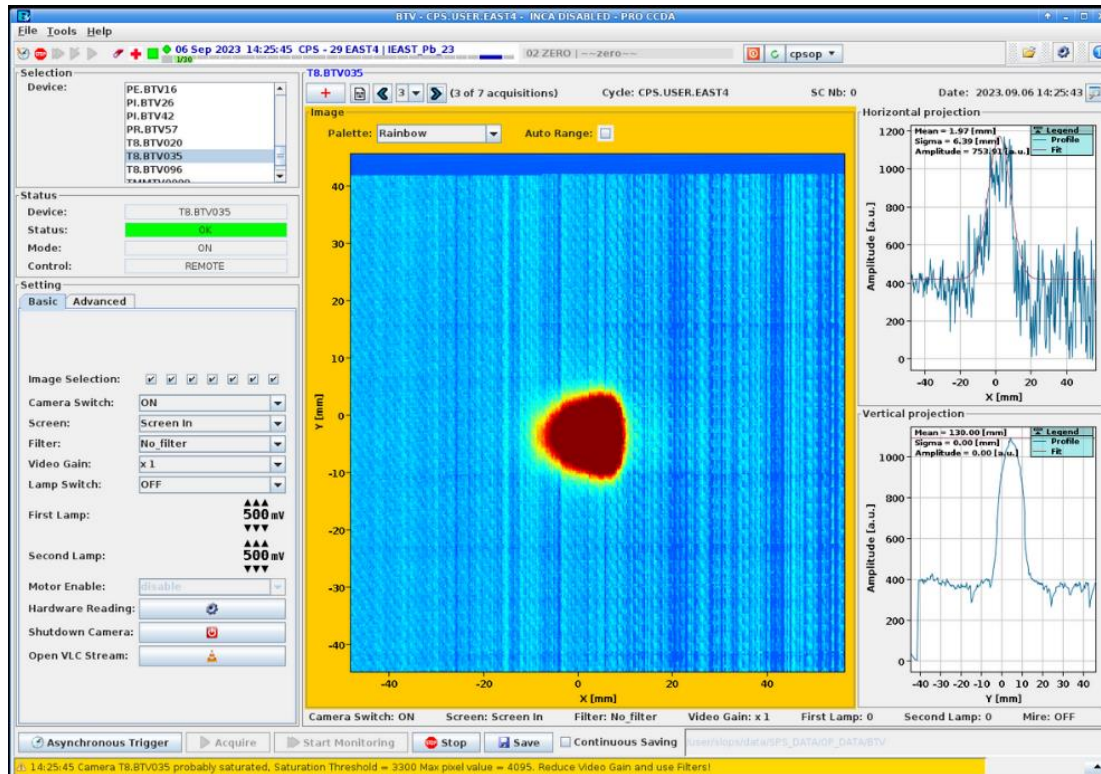 BTV - CPS.USER.EAST4 - INCA DISABLED - PRO CCDA
File Tools Help
06 Sep 2023 14:25:45 CPS - 29 EAST4 | IEAST_Pb_23
1/30
02 ZERO | ~~zero~~
cpsop
Selection
Device:
PE.BTV16
PI.BTV26
PI.BTV42
PR.BTV57
T8.BTV020
T8.BTV035
T8.BTV096
Status
Device: T8.BTV035
Status: OK
Mode: ON
Control: REMOTE
Setting
Basic Advanced
Image Selection:
Camera Switch: ON
Screen: Screen In
Filter: No_filter
Video Gain: x 1
Lamp Switch: OFF
First Lamp: 500 mV
Second Lamp: 500 mV
Motor Enable: disable
Hardware Reading:
Shutdown Camera:
Open VLC Stream:
T8.BTV035
3 (3 of 7 acquisitions) Cycle: CPS.USER.EAST4 SC Nb: 0 Date: 2023.09.06 14:25:43
Image
Palette: Rainbow Auto Range:
Y [mm]
40
30
20
10
0
-10
-20
-30
-40
-40 -20 0 20 40
X [mm]
Horizontal projection
Mean = 1.97 [mm]
Sigma = 6.39 [mm]
Amplitude = 753.91 [a.u.]
Legend
Profile
Fit
Amplitude [a.u.]
1200
1000
800
600
400
200
0
-40 -20 0 20 40
X [mm]
Vertical projection
Mean = 130.00 [mm]
Sigma = 0.00 [mm]
Amplitude = 0.00 [a.u.]
Legend
Profile
Fit
Amplitude [a.u.]
1000
800
600
400
200
0
-40 -30 -20 -10 0 10 20 30 40
Y [mm]
Camera Switch: ON Screen: Screen In Filter: No_filter Video Gain: x 1 First Lamp: 0 Second Lamp: 0 Mire: OFF
Asynchronous Trigger Acquire Start Monitoring Stop Save Continuous Saving
14:25:45 Camera T8.BTV035 probably saturated, Saturation Threshold = 3300 Max pixel value = 4095. Reduce Video Gain and use Filters!